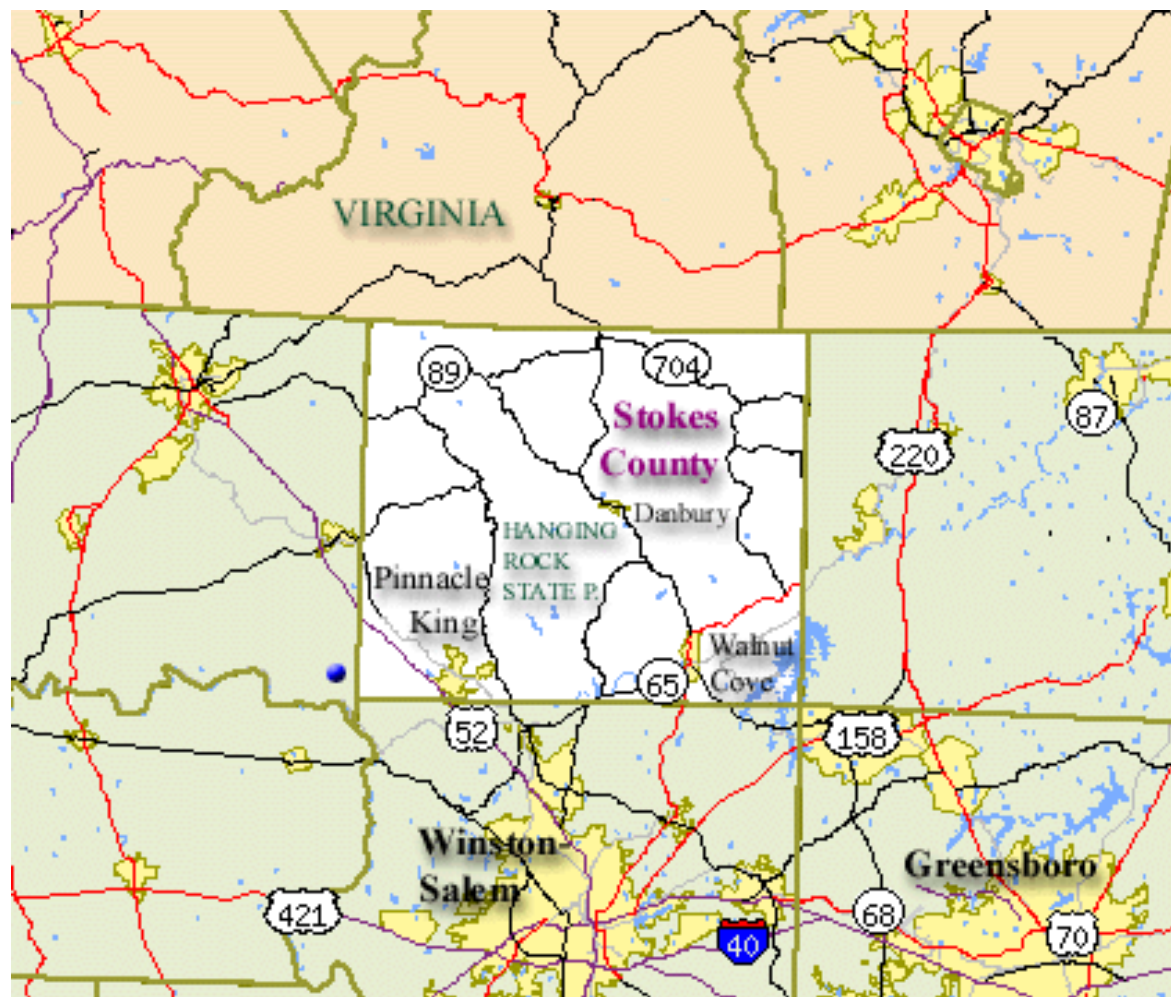 VIRGINIA
89
704
Stokes
County
87
220
Danbury
HANGING
ROCK
STATE P.
Pinnacle
King
Walnut
Cove
65
52
158
Winston-
Salem
Greensboro
421
68
40
70